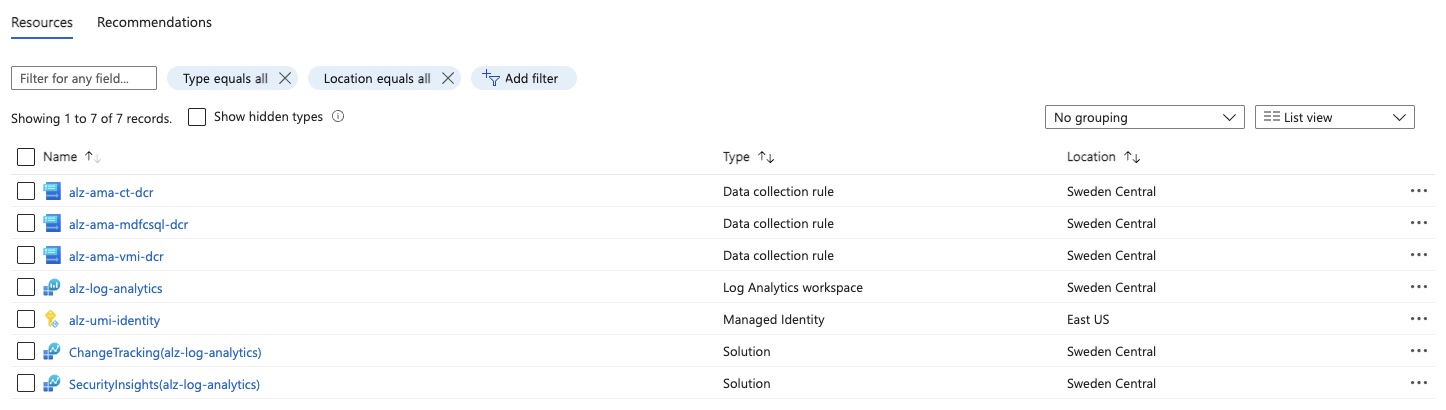 Resources Recommendations
Filter for any field... Type equals all Location equals all Add filter
Showing 1 to 7 of 7 records. Show hidden types No grouping List view
Name Type Location
alz-ama-ct-dcr Data collection rule Sweden Central
alz-ama-mdfcsql-dcr Data collection rule Sweden Central
alz-ama-vmi-dcr Data collection rule Sweden Central
alz-log-analytics Log Analytics workspace Sweden Central
alz-umi-identity Managed Identity East US
ChangeTracking(alz-log-analytics) Solution Sweden Central
SecurityInsights(alz-log-analytics) Solution Sweden Central